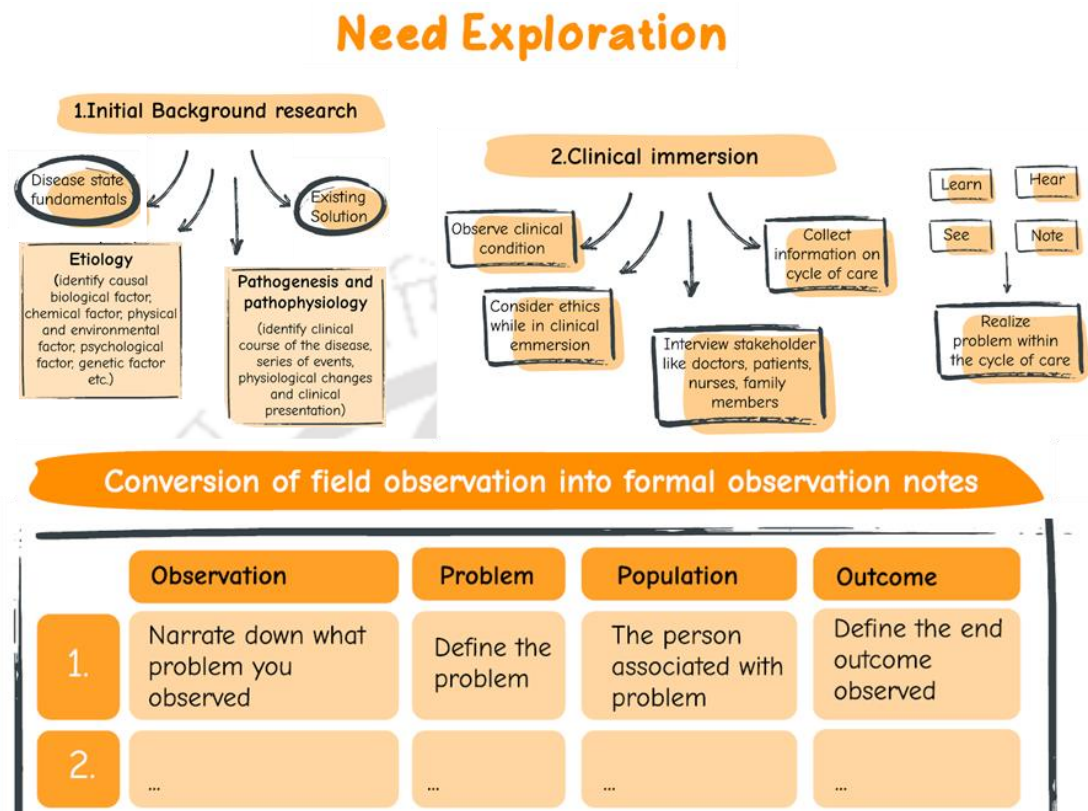 Need Exploration
1.Initial Background research
Disease state
fundamentals
Existing
Solution
Etiology
(identify causal
biological factor,
chemical factor, physical
and environmental
factor, psychological
factor, genetic factor
etc.)
Pathogenesis and
pathophysiology
(identify clinical
course of the disease,
series of events,
physiological changes
and clinical
presentation)
2.Clinical immersion
Observe clinical
condition
Consider ethics
while in clinical
emmersion
Interview stakeholder
like doctors, patients,
nurses, family
members
Collect
information on
cycle of care
Learn
Hear
See
Note
Realize
problem within
the cycle of care
Conversion of field observation into formal observation notes
Observation
Problem
Population
Outcome
1.
Narrate down what
problem you
observed
Define the
problem
The person
associated with
problem
Define the end
outcome
observed
2.
...
...
...
...